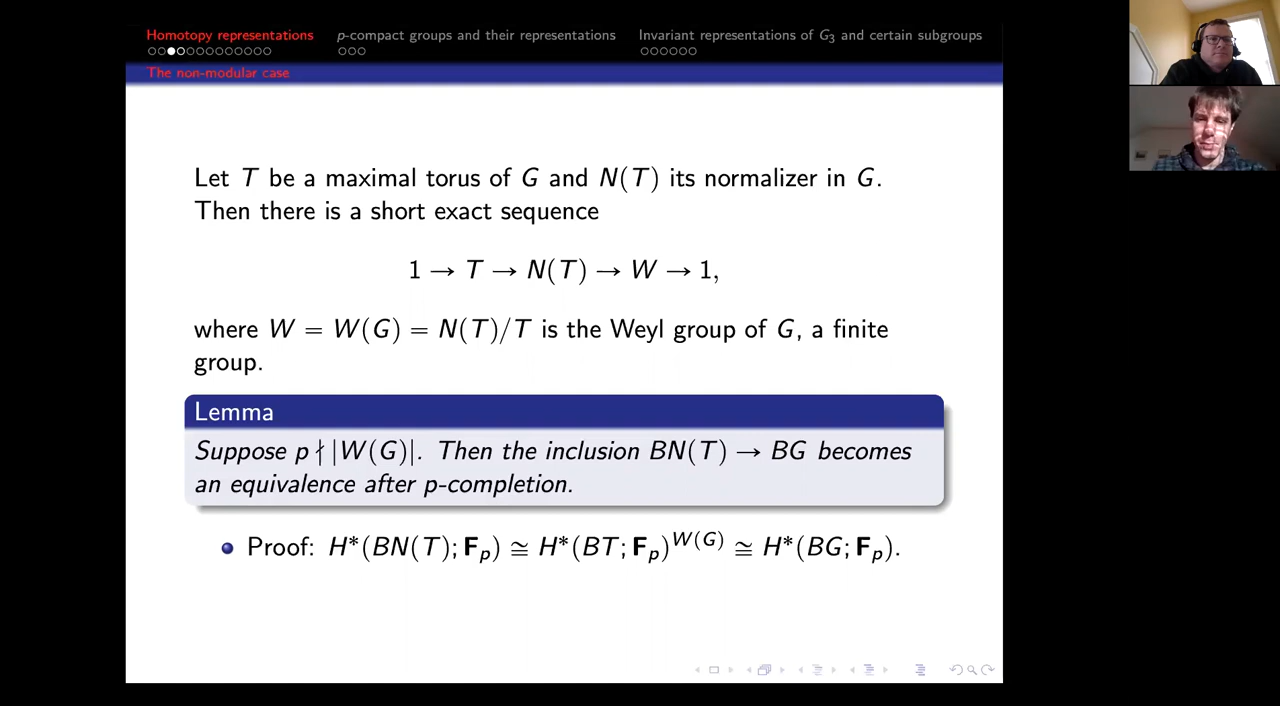 Homotopy representations
p-compact groups and their representations
Invariant representations of G₃ and certain subgroups
The non-modular case
Let T be a maximal torus of G and N(T) its normalizer in G.
Then there is a short exact sequence
1 → T → N(T) → W → 1,
where W = W(G) = N(T)/T is the Weyl group of G, a finite
group.
Lemma
Suppose p ∤ |W(G)|. Then the inclusion BN(T) → BG becomes
an equivalence after p-completion.
Proof: H*(BN(T); Fₚ) ≅ H*(BT; Fₚ)^{W(G)} ≅ H*(BG; Fₚ).